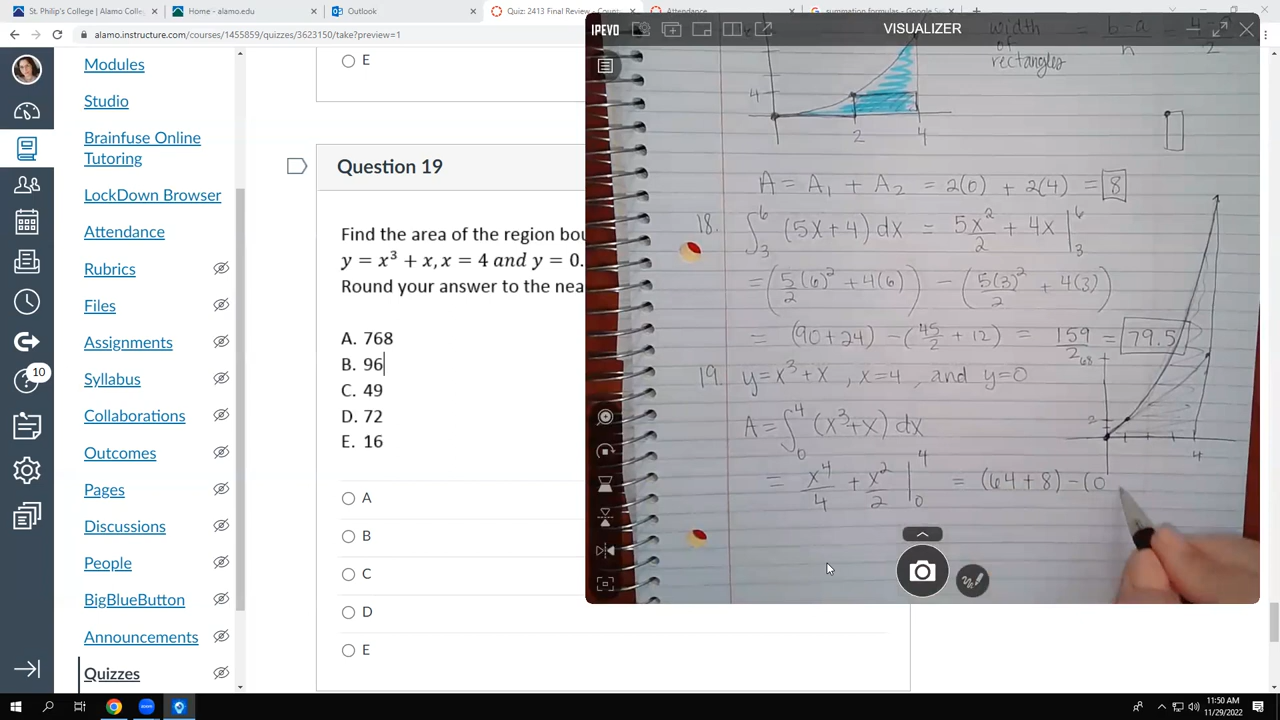 St. Philip's College | Alamo Colle
Home - alamo.edu
Outlook
Quiz: 2413 Final Review - Coun
Attendance
summation formulas - Google Se
alamo.instructure.com/courses/1455859/quizzes/3623150/take?preview=1
IPEVO
VISUALIZER
Modules
Studio
Brainfuse Online
Tutoring
LockDown Browser
Attendance
Rubrics
Files
Assignments
Syllabus
10
Collaborations
Outcomes
Pages
Discussions
People
BigBlueButton
Announcements
Quizzes
E
Question 19
Find the area of the region bou
y = x³ + x, x = 4 and y = 0.
Round your answer to the nea
A. 768
B. 96
C. 49
D. 72
E. 16
A
B
C
D
E
width = b-a
of n 2
rectangles
4
2 4
A = A₁ + A₂ = 2(0) + 2(4) = 8
18. ∫₃⁶ (5x+4) dx = 5x²/2 + 4x |₃⁶
= (5/2 (6)² + 4(6)) - (5(3)²/2 + 4(3))
= (90+24) - (45/2 + 12) = 159/2 = 79.5
19. y=x³+x , x=4 , and y=0
A = ∫₀⁴ (x³+x) dx
= x⁴/4 + x²/2 |₀⁴ = (64+8)-(0
68
2
4
11:50 AM
11/29/2022